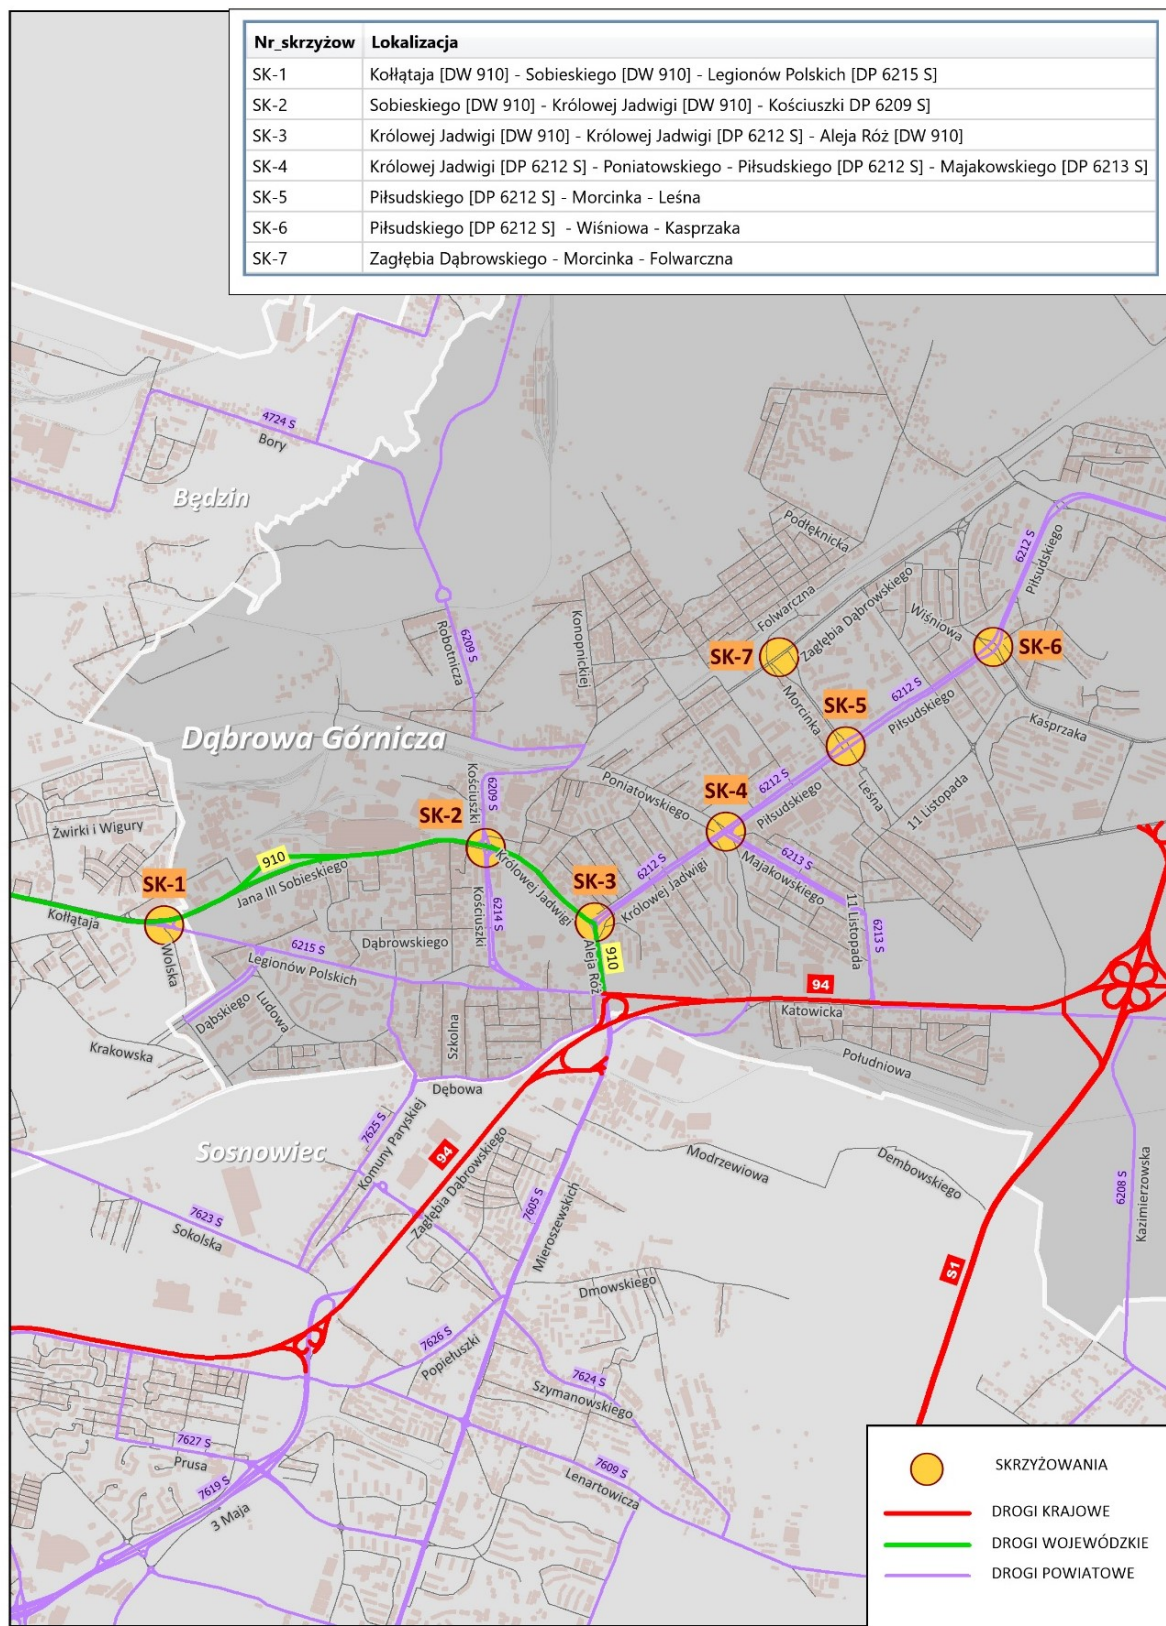 Nr_skrzyżow Lokalizacja
SK-1 Kołłątaja [DW 910] - Sobieskiego [DW 910] - Legionów Polskich [DP 6215 S]
SK-2 Sobieskiego [DW 910] - Królowej Jadwigi [DW 910] - Kościuszki DP 6209 S]
SK-3 Królowej Jadwigi [DW 910] - Królowej Jadwigi [DP 6212 S] - Aleja Róż [DW 910]
SK-4 Królowej Jadwigi [DP 6212 S] - Poniatowskiego - Piłsudskiego [DP 6212 S] - Majakowskiego [DP 6213 S]
SK-5 Piłsudskiego [DP 6212 S] - Morcinka - Leśna
SK-6 Piłsudskiego [DP 6212 S] - Wiśniowa - Kasprzaka
SK-7 Zagłębia Dąbrowskiego - Morcinka - Folwarczna
4724 S
Bory
Będzin
Podłęknicka
6212 S
Piłsudskiego
Folwarczna
Zagłębia Dąbrowskiego
Wiśniowa
Konopnickiej
Robotnicza
6209 S
SK-7
SK-6
Morcinka
6212 S
Piłsudskiego
SK-5
Kasprzaka
Dąbrowa Górnicza
Kościuszki
6209 S
Poniatowskiego
6212 S
Piłsudskiego
Leśna
11 Listopada
SK-4
SK-2
Żwirki i Wigury
910
Jana III Sobieskiego
Królowej Jadwigi
6212 S
Królowej Jadwigi
Majakowskiego
6213 S
SK-1
SK-3
Kołłątaja
Wolska
6215 S
Legionów Polskich
Dąbrowskiego
Kościuszki
6214 S
Aleja Róż
910
11 Listopada
6213 S
94
Katowicka
Dąbskiego
Ludowa
Szkolna
Krakowska
Południowa
Dębowa
7625 S
Komuny Paryskiej
Sosnowiec
94
Zagłębia Dąbrowskiego
Modrzewiowa
Dembowskiego
Kazimierzowska
6208 S
7623 S
Sokolska
7605 S
Mieroszewskich
S1
Dmowskiego
7626 S
Popiełuszki
7624 S
Szymanowskiego
7627 S
Prusa
7619 S
3 Maja
7609 S
Lenartowicza
SKRZYŻOWANIA
DROGI KRAJOWE
DROGI WOJEWÓDZKIE
DROGI POWIATOWE